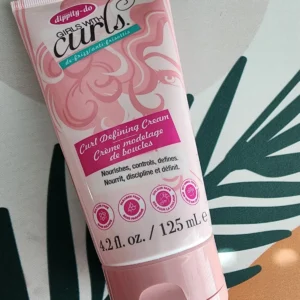 dippity-do
GIRLS WITH
curls.
Curl Defining Cream
Crème modelage
de boucles
Nourishes, controls, defines.
Nourrit, discipline et définit.
4.2 fl. oz. / 125 mL e